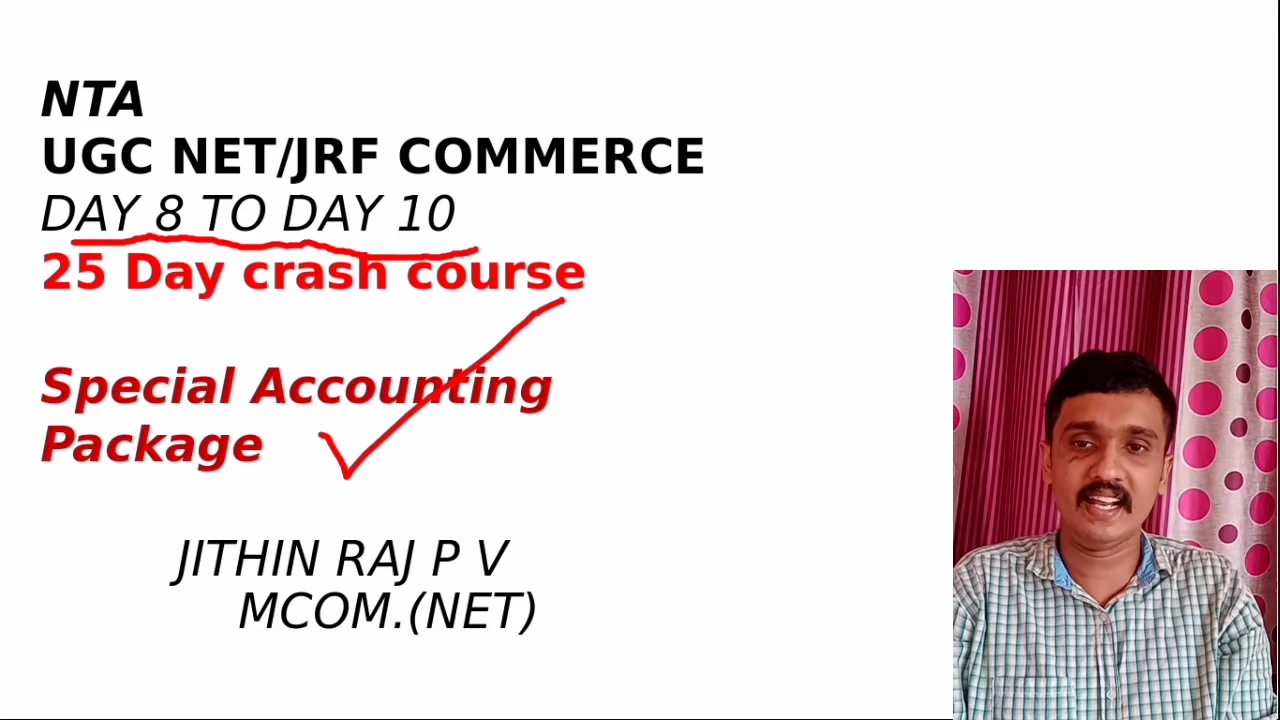 NTA
UGC NET/JRF COMMERCE
DAY 8 TO DAY 10
25 Day crash course
Special Accounting
Package
JITHIN RAJ P V
MCOM.(NET)